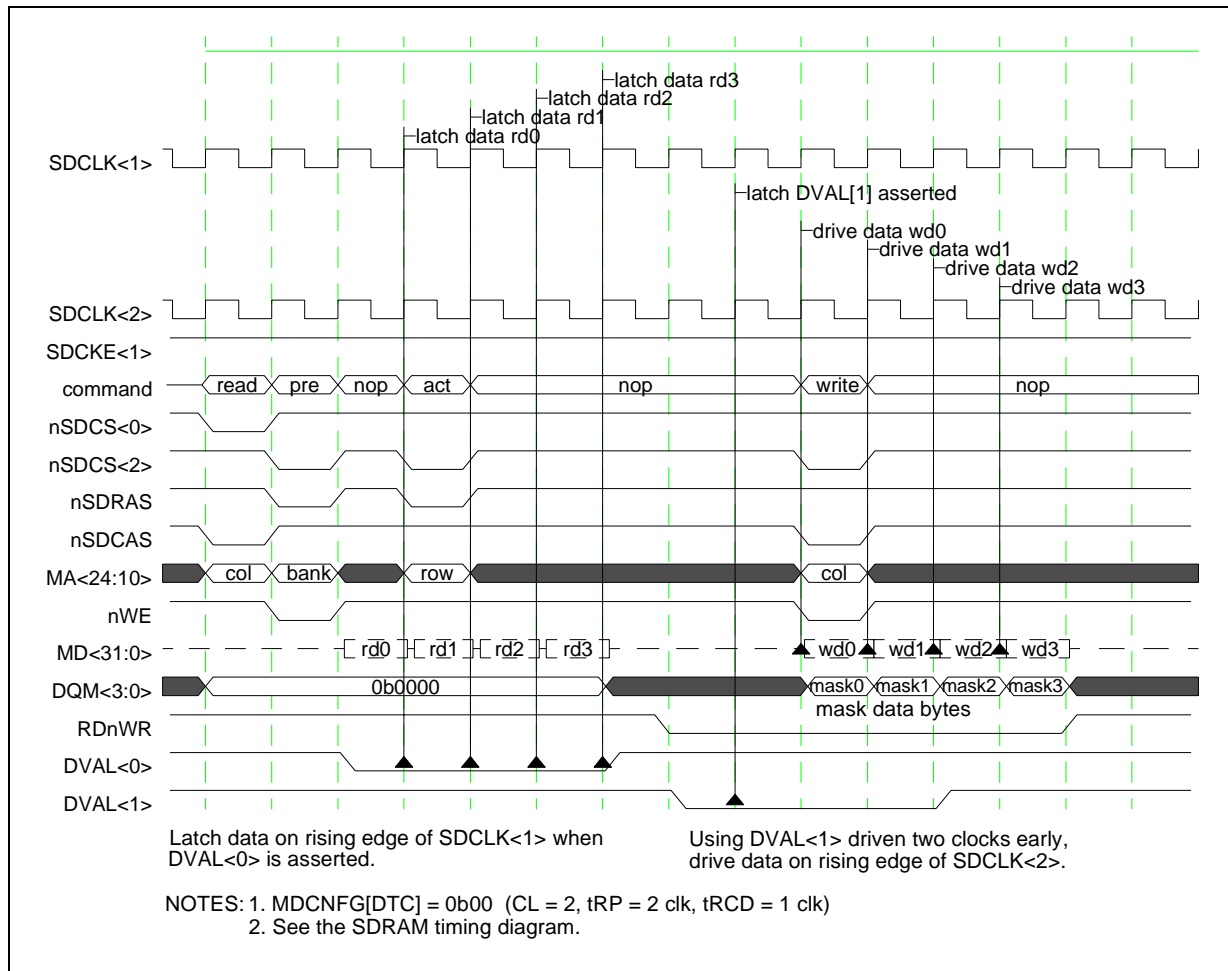 latch data rd3
latch data rd2
latch data rd1
latch data rd0
SDCLK<1>
latch DVAL[1] asserted
drive data wd0
drive data wd1
drive data wd2
drive data wd3
SDCLK<2>
SDCKE<1>
command read pre nop act nop write nop
nSDCS<0>
nSDCS<2>
nSDRAS
nSDCAS
MA<24:10> col bank row col
nWE
MD<31:0> rd0 rd1 rd2 rd3 wd0 wd1 wd2 wd3
DQM<3:0> 0b0000 mask0 mask1 mask2 mask3
mask data bytes
RDnWR
DVAL<0>
DVAL<1>
Latch data on rising edge of SDCLK<1> when
DVAL<0> is asserted.
Using DVAL<1> driven two clocks early,
drive data on rising edge of SDCLK<2>.
NOTES: 1. MDCNFG[DTC] = 0b00 (CL = 2, tRP = 2 clk, tRCD = 1 clk)
2. See the SDRAM timing diagram.